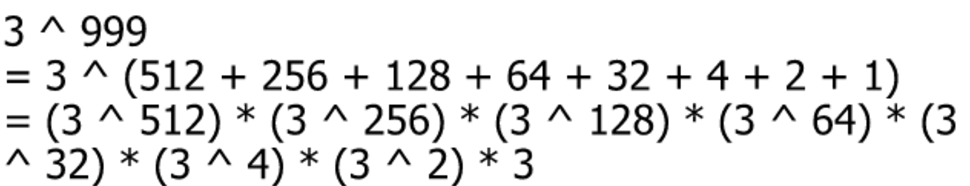 3 ^ 999
= 3 ^ (512 + 256 + 128 + 64 + 32 + 4 + 2 + 1)
= (3 ^ 512) * (3 ^ 256) * (3 ^ 128) * (3 ^ 64) * (3
^ 32) * (3 ^ 4) * (3 ^ 2) * 3